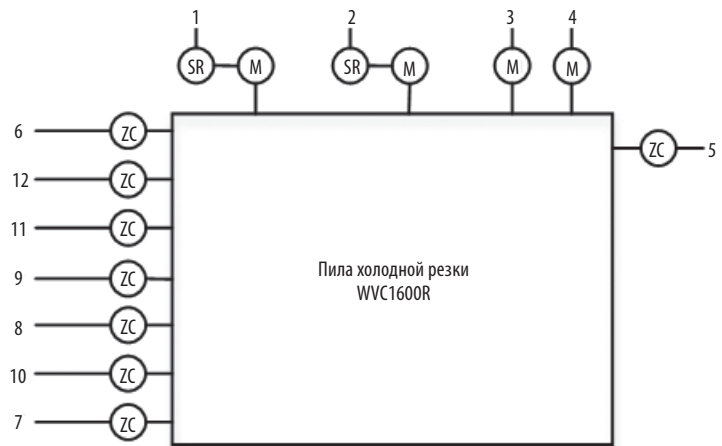 1 2 3 4
SR M SR M M M
6 ZC
ZC 5
12 ZC
11 ZC
9 ZC
Пила холодной резки
WVC1600R
8 ZC
10 ZC
7 ZC